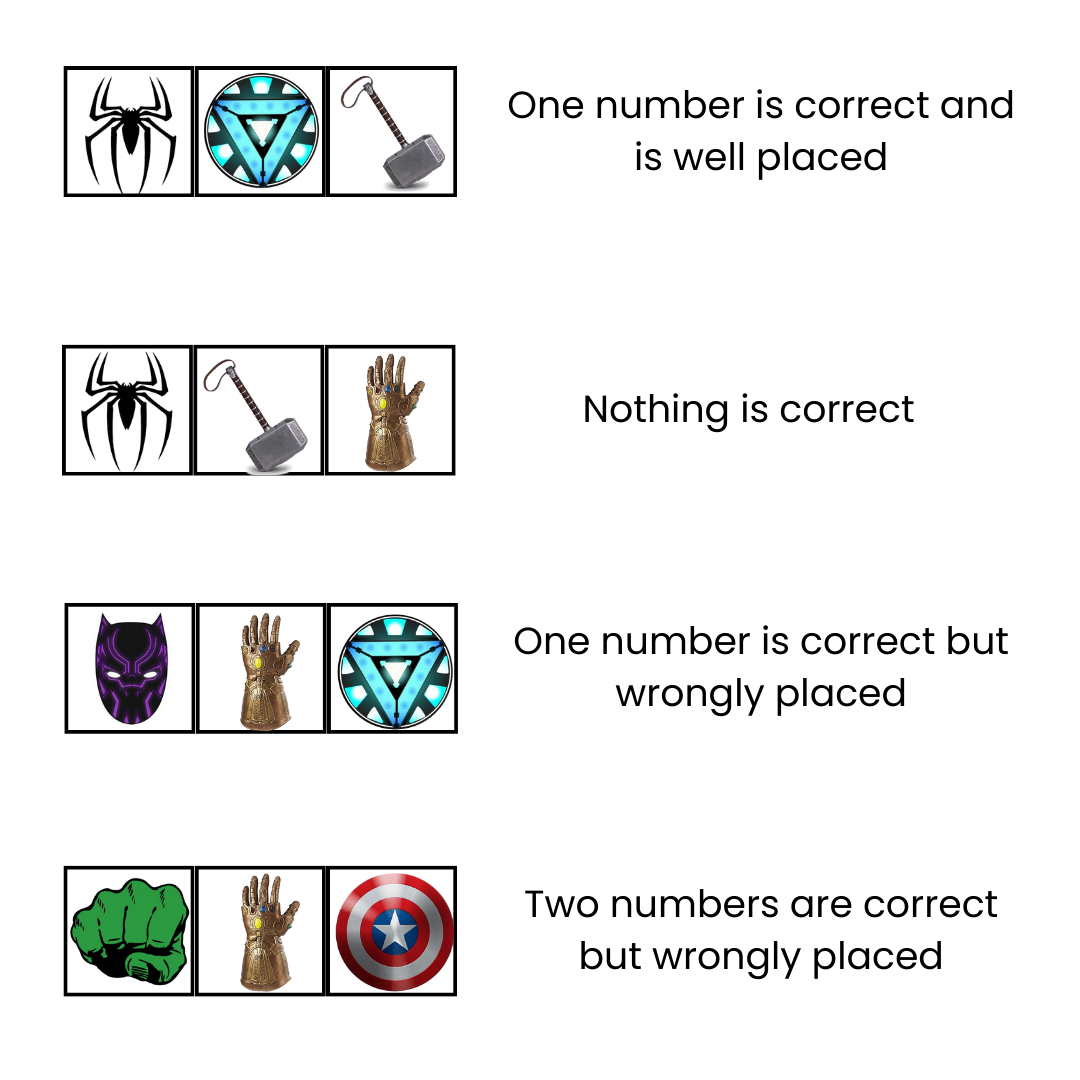 One number is correct and
is well placed
Nothing is correct
One number is correct but
wrongly placed
Two numbers are correct
but wrongly placed